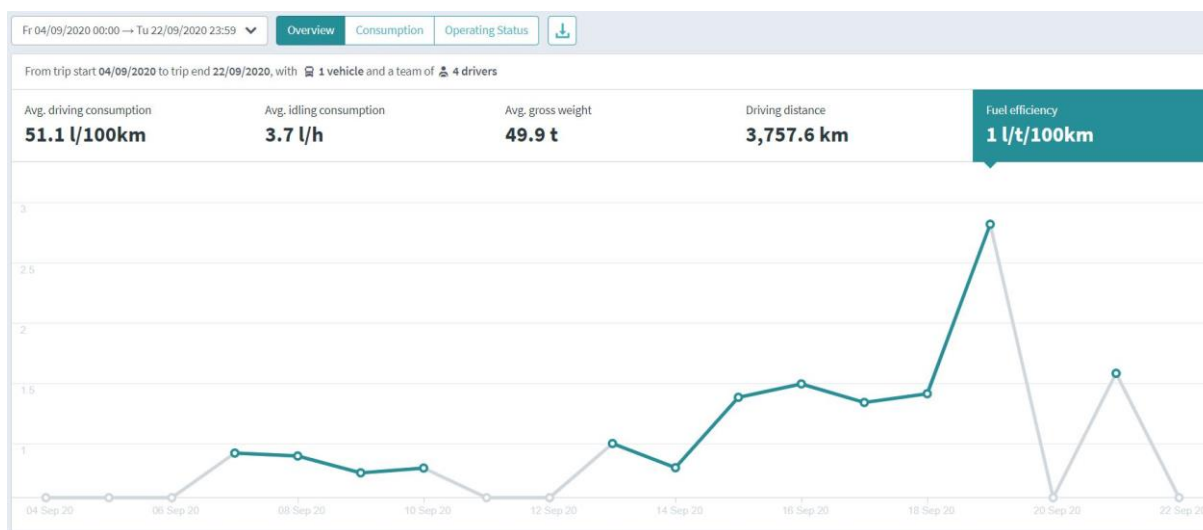 Fr 04/09/2020 00:00 → Tu 22/09/2020 23:59
Overview
Consumption
Operating Status
From trip start 04/09/2020 to trip end 22/09/2020, with 1 vehicle and a team of 4 drivers
Avg. driving consumption
51.1 l/100km
Avg. idling consumption
3.7 l/h
Avg. gross weight
49.9 t
Driving distance
3,757.6 km
Fuel efficiency
1 l/t/100km
3
2.5
2
1.5
1
04 Sep 20
06 Sep 20
08 Sep 20
10 Sep 20
12 Sep 20
14 Sep 20
16 Sep 20
18 Sep 20
20 Sep 20
22 Sep 20